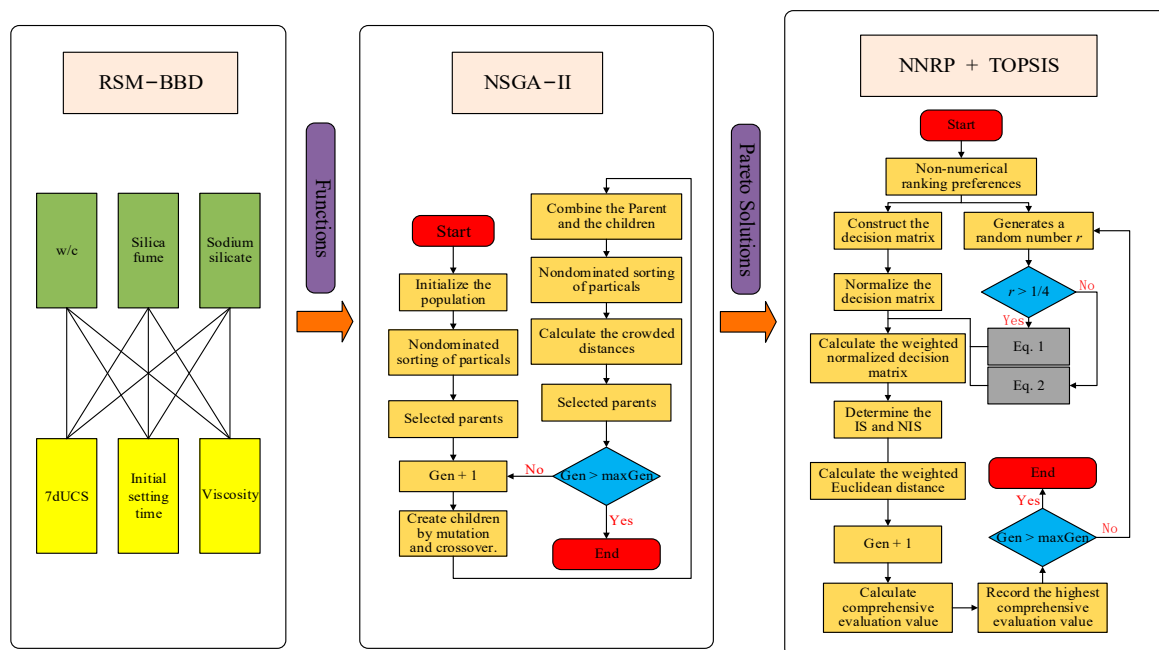 RSM-BBD
w/c
Silica
fume
Sodium
silicate
7dUCS
Initial
setting
time
Viscosity
Functions
NSGA-II
Start
Initialize the
population
Nondominated
sorting of particals
Selected parents
Gen + 1
Create children
by mutation
and crossover.
Combine the Parent
and the children
Nondominated sorting
of particals
Calculate the crowded
distances
Selected parents
Gen > maxGen
No
Yes
End
Pareto Solutions
NNRP + TOPSIS
Start
Non-numerical
ranking preferences
Construct the
decision matrix
Normalize the
decision matrix
Calculate the weighted
normalized decision
matrix
Determine the
IS and NIS
Calculate the weighted
Euclidean distance
Gen + 1
Calculate
comprehensive
evaluation value
Generates a
random number r
r > 1/4
No
Yes
Eq. 1
Eq. 2
End
Yes
Gen > maxGen
No
Record the highest
comprehensive
evaluation value